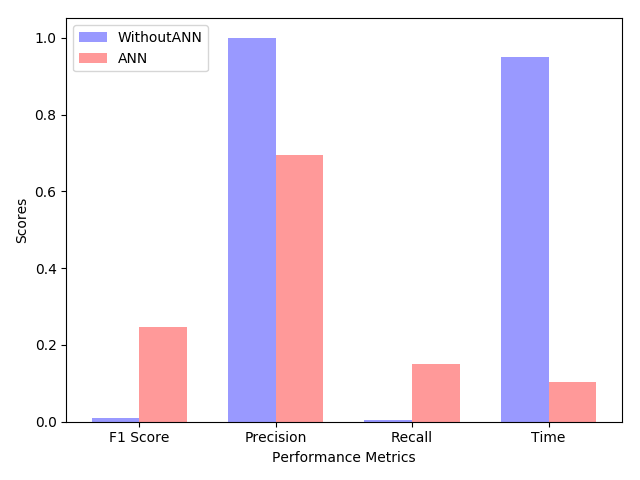 WithoutANN
ANN
1.0
0.8
0.6
0.4
0.2
0.0
Scores
F1 Score Precision Recall Time
Performance Metrics